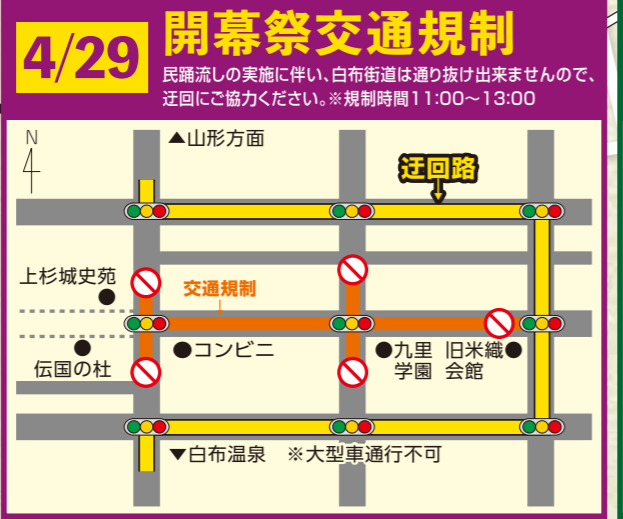 4/29
開幕祭交通規制
民踊流しの実施に伴い、白布街道は通り抜け出来ませんので、
迂回にご協力ください。※規制時間11:00〜13:00
N
▲山形方面
迂回路
上杉城史苑
交通規制
伝国の杜
コンビニ
九里
学園
旧米織
会館
▼白布温泉 ※大型車通行不可